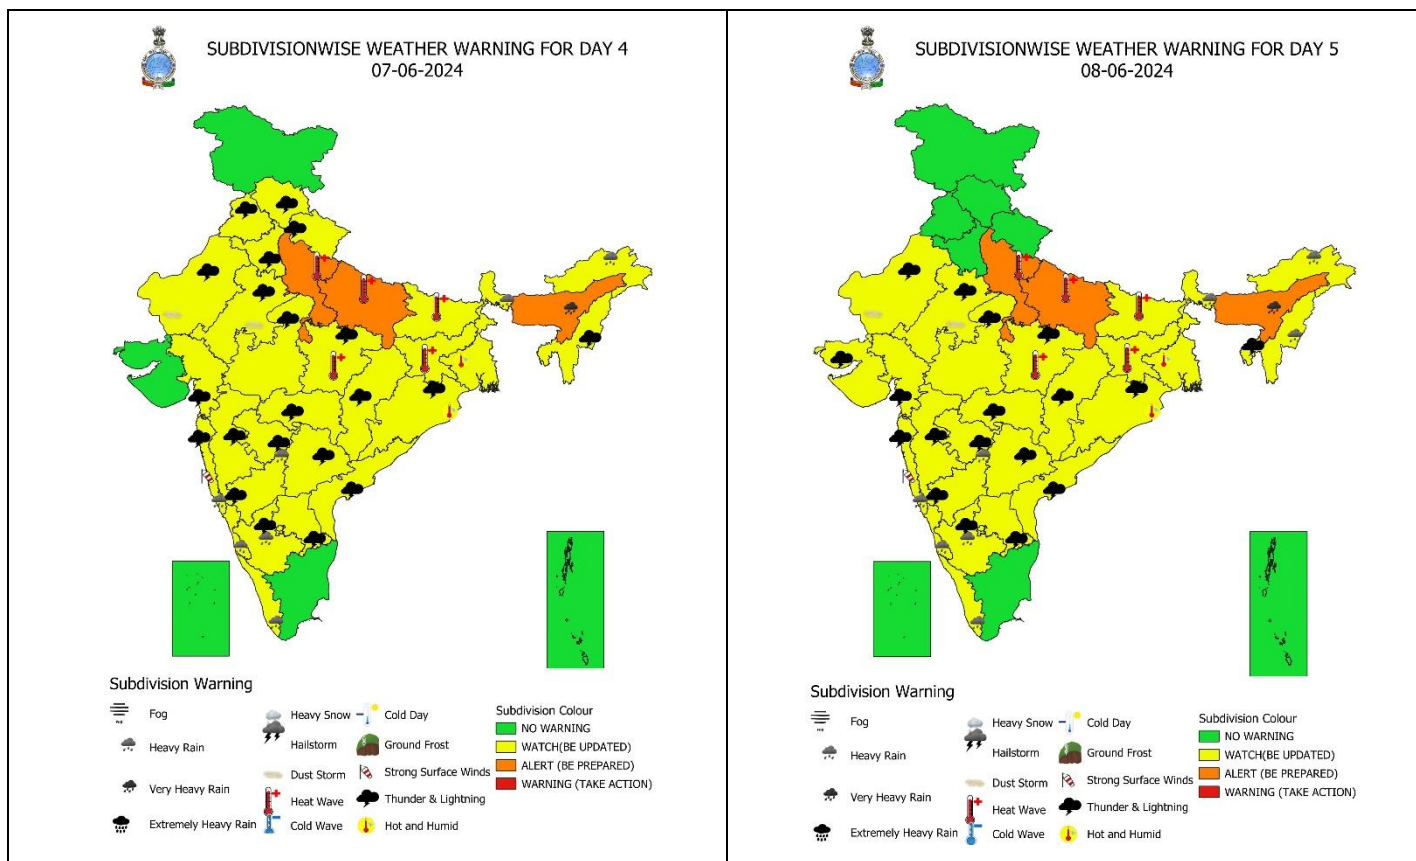 SUBDIVISIONWISE WEATHER WARNING FOR DAY 4
07-06-2024
Subdivision Warning
Fog
Heavy Rain
Very Heavy Rain
Extremely Heavy Rain
Heavy Snow
Hailstorm
Dust Storm
Heat Wave
Cold Wave
Cold Day
Ground Frost
Strong Surface Winds
Thunder & Lightning
Hot and Humid
Subdivision Colour
NO WARNING
WATCH(BE UPDATED)
ALERT (BE PREPARED)
WARNING (TAKE ACTION)
SUBDIVISIONWISE WEATHER WARNING FOR DAY 5
08-06-2024
Subdivision Warning
Fog
Heavy Rain
Very Heavy Rain
Extremely Heavy Rain
Heavy Snow
Hailstorm
Dust Storm
Heat Wave
Cold Wave
Cold Day
Ground Frost
Strong Surface Winds
Thunder & Lightning
Hot and Humid
Subdivision Colour
NO WARNING
WATCH(BE UPDATED)
ALERT (BE PREPARED)
WARNING (TAKE ACTION)